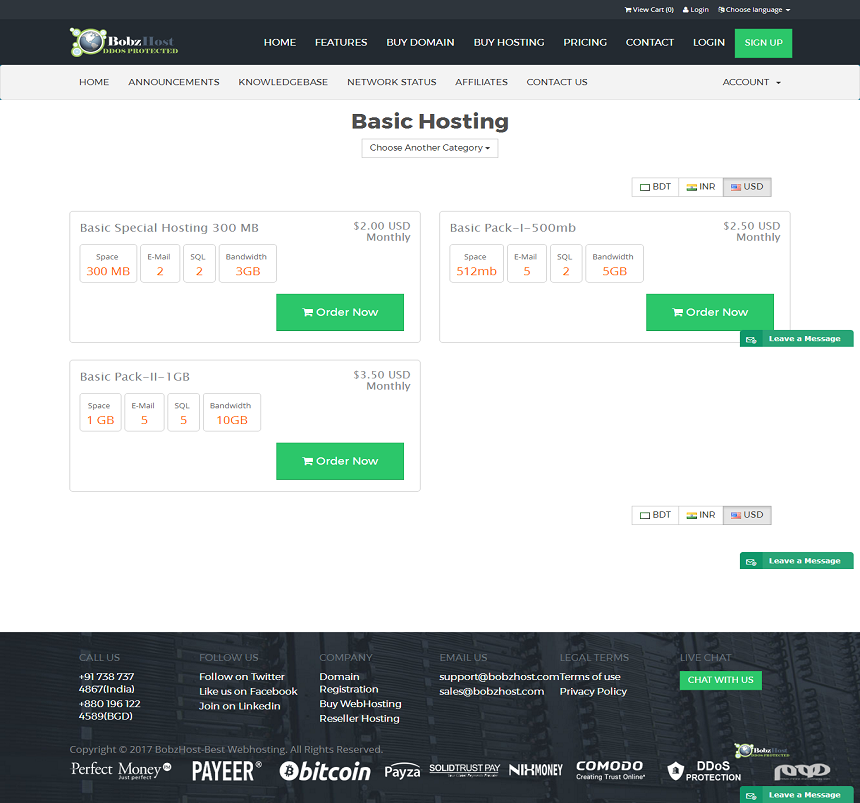 View Cart (0) Login Choose language
BobzHost
DDOS PROTECTED
HOME FEATURES BUY DOMAIN BUY HOSTING PRICING CONTACT LOGIN SIGN UP
HOME ANNOUNCEMENTS KNOWLEDGEBASE NETWORK STATUS AFFILIATES CONTACT US ACCOUNT
Basic Hosting
Choose Another Category
BDT INR USD
Basic Special Hosting 300 MB
$2.00 USD
Monthly
Space E-Mail SQL Bandwidth
300 MB 2 2 3GB
Order Now
Basic Pack-I-500mb
$2.50 USD
Monthly
Space E-Mail SQL Bandwidth
512mb 5 2 5GB
Order Now
Leave a Message
Basic Pack-II-1GB
$3.50 USD
Monthly
Space E-Mail SQL Bandwidth
1 GB 5 5 10GB
Order Now
BDT INR USD
Leave a Message
CALL US
+91 738 737
4867(India)
+880 196 122
4589(BGD)
FOLLOW US
Follow on Twitter
Like us on Facebook
Join on Linkedin
COMPANY
Domain
Registration
Buy WebHosting
Reseller Hosting
EMAIL US
support@bobzhost.com
sales@bobzhost.com
LEGAL TERMS
Terms of use
Privacy Policy
LIVE CHAT
CHAT WITH US
Copyright © 2017 BobzHost-Best Webhosting. All Rights Reserved.
BobzHost
DDOS PROTECTED
Perfect Money PM
Just perfect
PAYEER®
bitcoin
Payza
SOLIDTRUST PAY
NIXMONEY
COMODO
Creating Trust Online®
DDoS
PROTECTION
Leave a Message